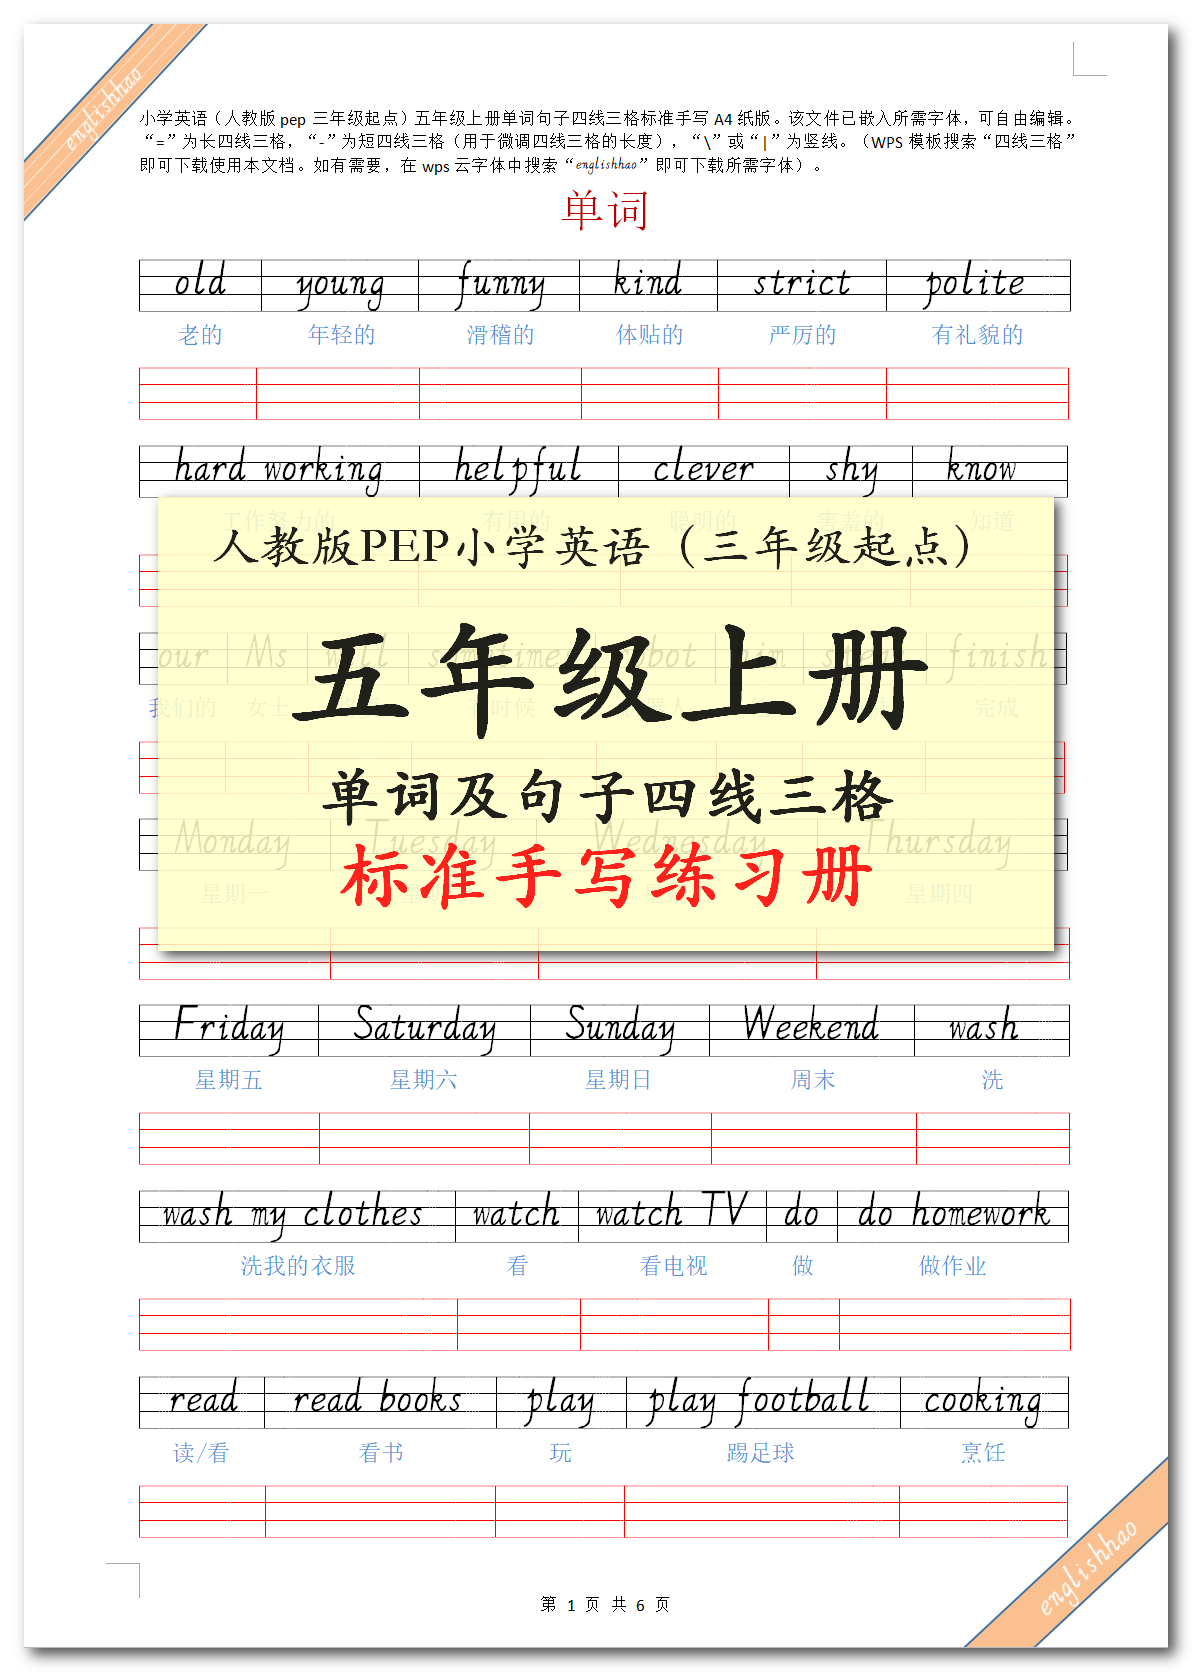 englishhao
小学英语（人教版 pep 三年级起点）五年级上册单词句子四线三格标准手写 A4 纸版。该文件已嵌入所需字体，可自由编辑。
“=”为长四线三格，“-”为短四线三格（用于微调四线三格的长度），“\”或“|”为竖线。（WPS 模板搜索“四线三格”
即可下载使用本文档。如有需要，在 wps 云字体中搜索“englishhao”即可下载所需字体）。
单词
old young funny kind strict polite
老的 年轻的 滑稽的 体贴的 严厉的 有礼貌的
hard working helpful clever shy know
工作努力的 有用的 聪明的 害羞的 知道
人教版PEP小学英语（三年级起点）
our Ms will sometimes robot him finish
五年级上册
我们的 女士 有时候 完成
单词及句子四线三格
Monday Tuesday Wednesday Thursday
标准手写练习册
星期一 星期四
Friday Saturday Sunday Weekend wash
星期五 星期六 星期日 周末 洗
wash my clothes watch watch TV do do homework
洗我的衣服 看 看电视 做 做作业
read read books play play football cooking
读/看 看书 玩 踢足球 烹饪
englishhao
第 1 页 共 6 页